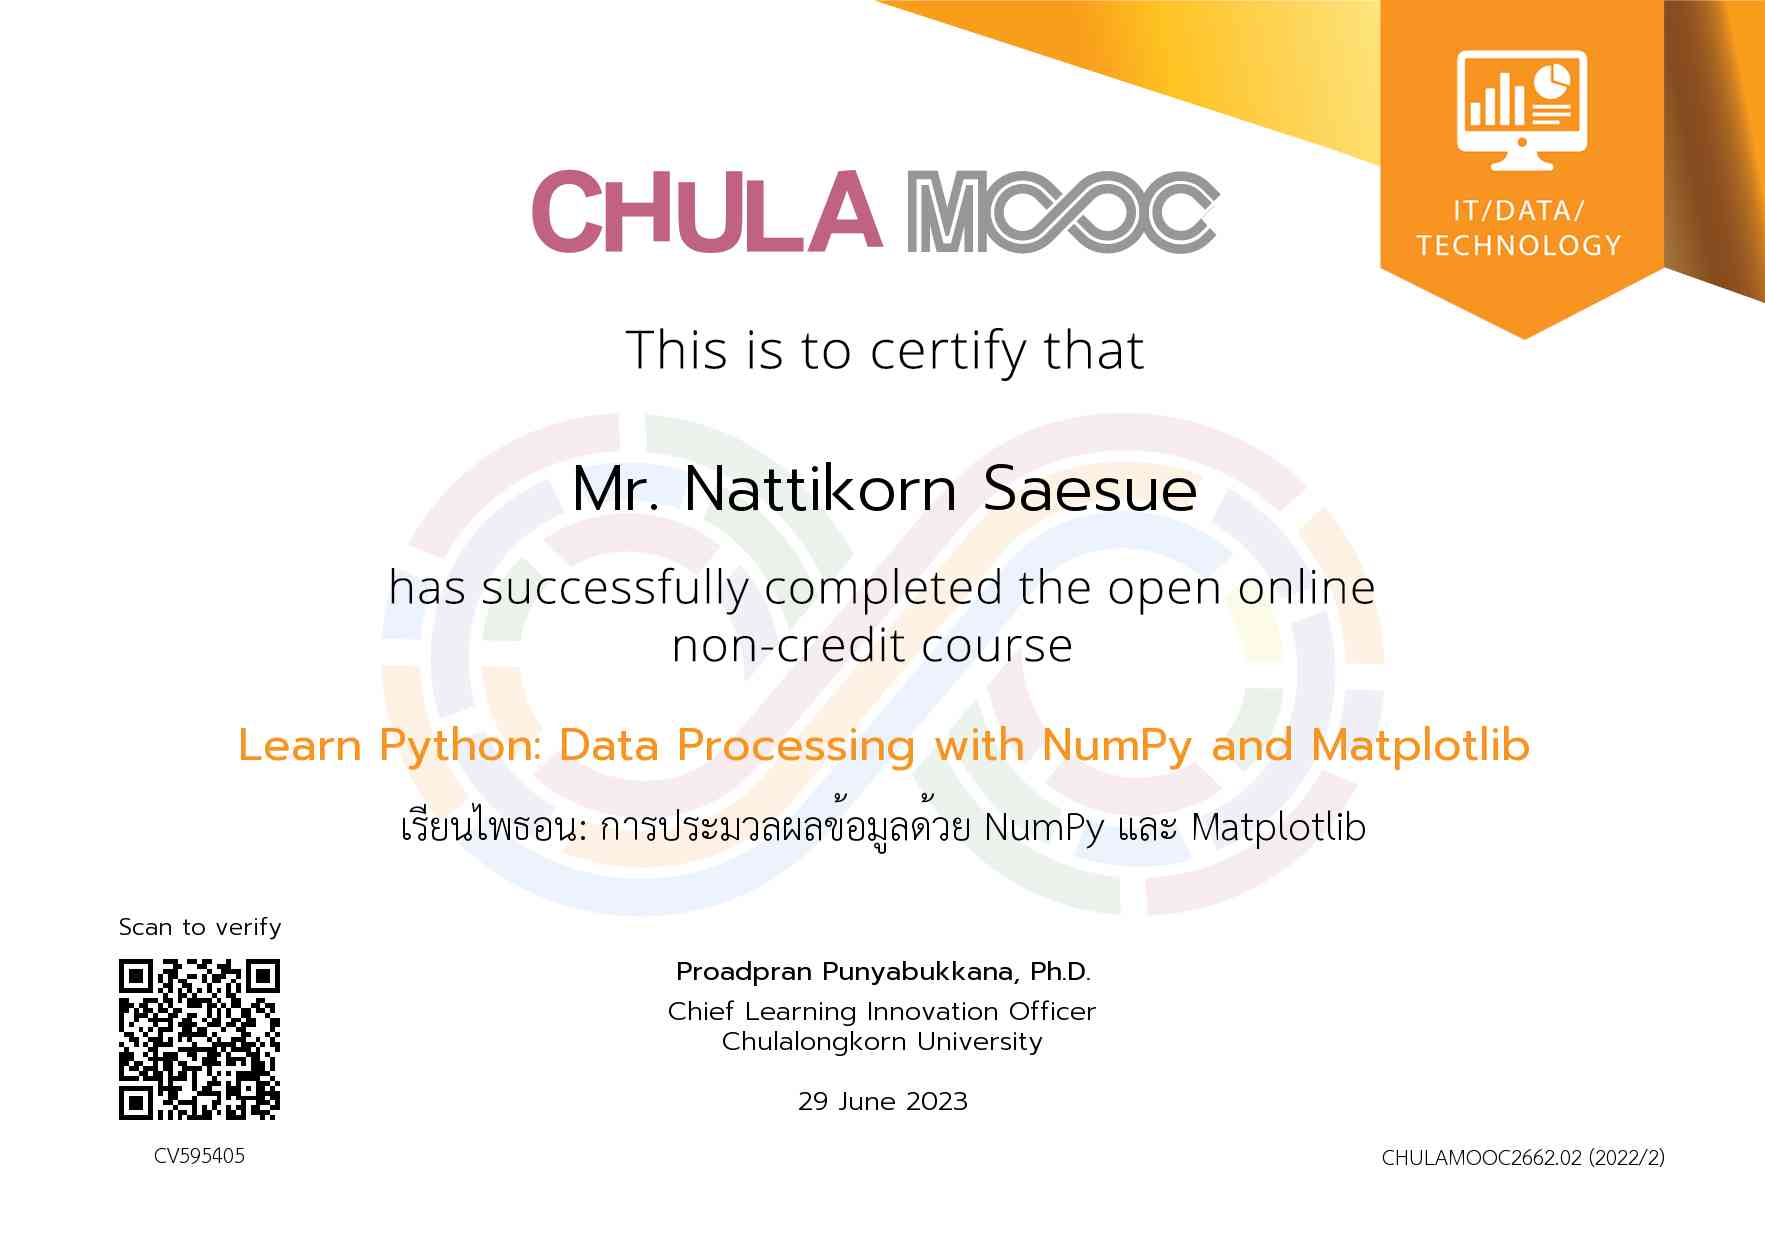 IT/DATA/
TECHNOLOGY
CHULA MOOC
This is to certify that
Mr. Nattikorn Saesue
has successfully completed the open online
non-credit course
Learn Python: Data Processing with NumPy and Matplotlib
เรียนไพธอน: การประมวลผลข้อมูลด้วย NumPy และ Matplotlib
Scan to verify
Proadpran Punyabukkana, Ph.D.
Chief Learning Innovation Officer
Chulalongkorn University
29 June 2023
CV595405
CHULAMOOC2662.02 (2022/2)